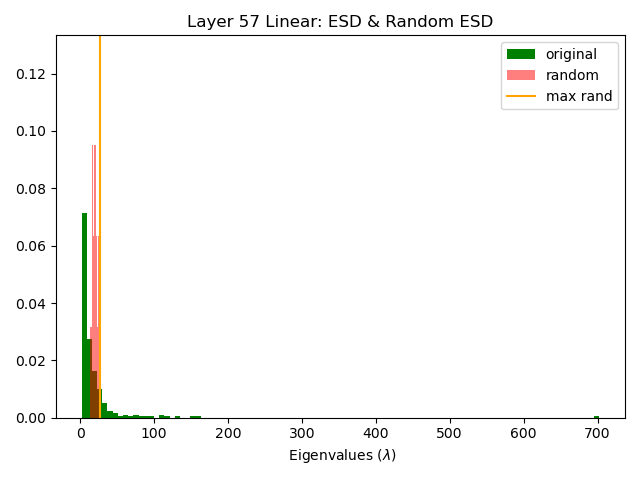 Layer 57 Linear: ESD & Random ESD
original
random
max rand
0.12
0.10
0.08
0.06
0.04
0.02
0.00
0 100 200 300 400 500 600 700
Eigenvalues (λ)